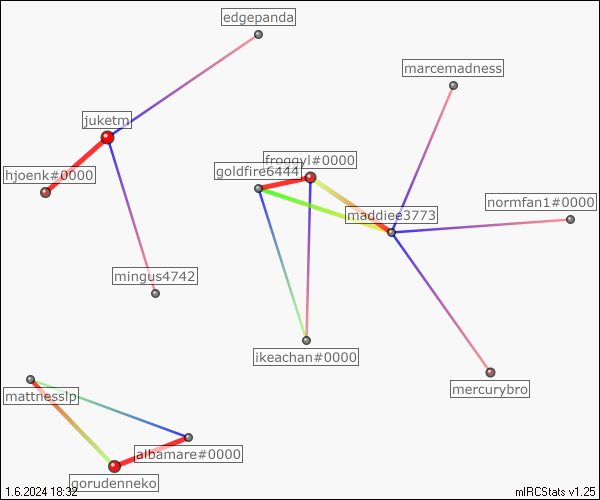 edgepanda
marcemadness
juketm
froggyl#0000
goldfire6444
hjoenk#0000
normfan1#0000
maddiee3773
mingus4742
ikeachan#0000
mercurybro
mattnesslp
albamare#0000
gorudenneko
1.6.2024 18:32
mIRCStats v1.25